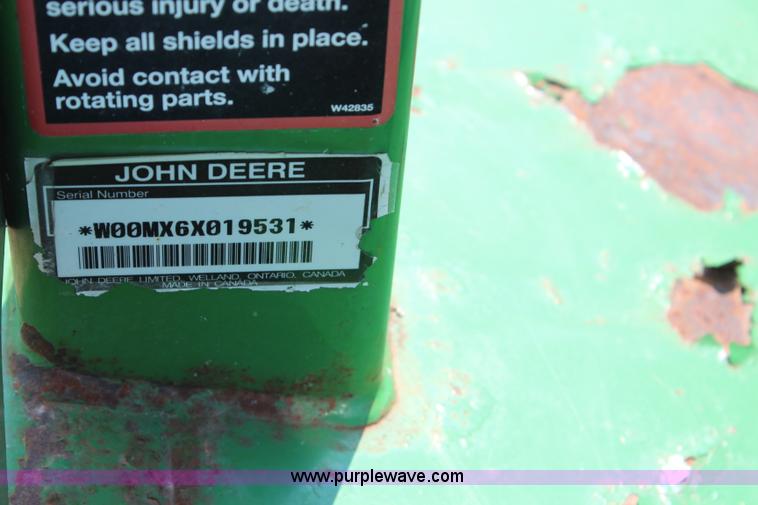 serious injury or death.
Keep all shields in place.
Avoid contact with
rotating parts.
W42835
JOHN DEERE
Serial Number
*W00MX6X019531*
JOHN DEERE LIMITED, WELLAND, ONTARIO, CANADA
MADE IN CANADA
www.purplewave.com